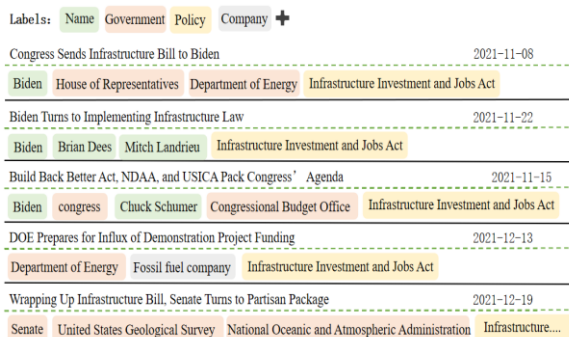 Labels: Name Government Policy Company +
Congress Sends Infrastructure Bill to Biden 2021-11-08
Biden House of Representatives Department of Energy Infrastructure Investment and Jobs Act
Biden Turns to Implementing Infrastructure Law 2021-11-22
Biden Brian Dees Mitch Landrieu Infrastructure Investment and Jobs Act
Build Back Better Act, NDAA, and USICA Pack Congress' Agenda 2021-11-15
Biden congress Chuck Schumer Congressional Budget Office Infrastructure Investment and Jobs Act
DOE Prepares for Influx of Demonstration Project Funding 2021-12-13
Department of Energy Fossil fuel company Infrastructure Investment and Jobs Act
Wrapping Up Infrastructure Bill, Senate Turns to Partisan Package 2021-12-19
Senate United States Geological Survey National Oceanic and Atmospheric Administration Infrastructure....